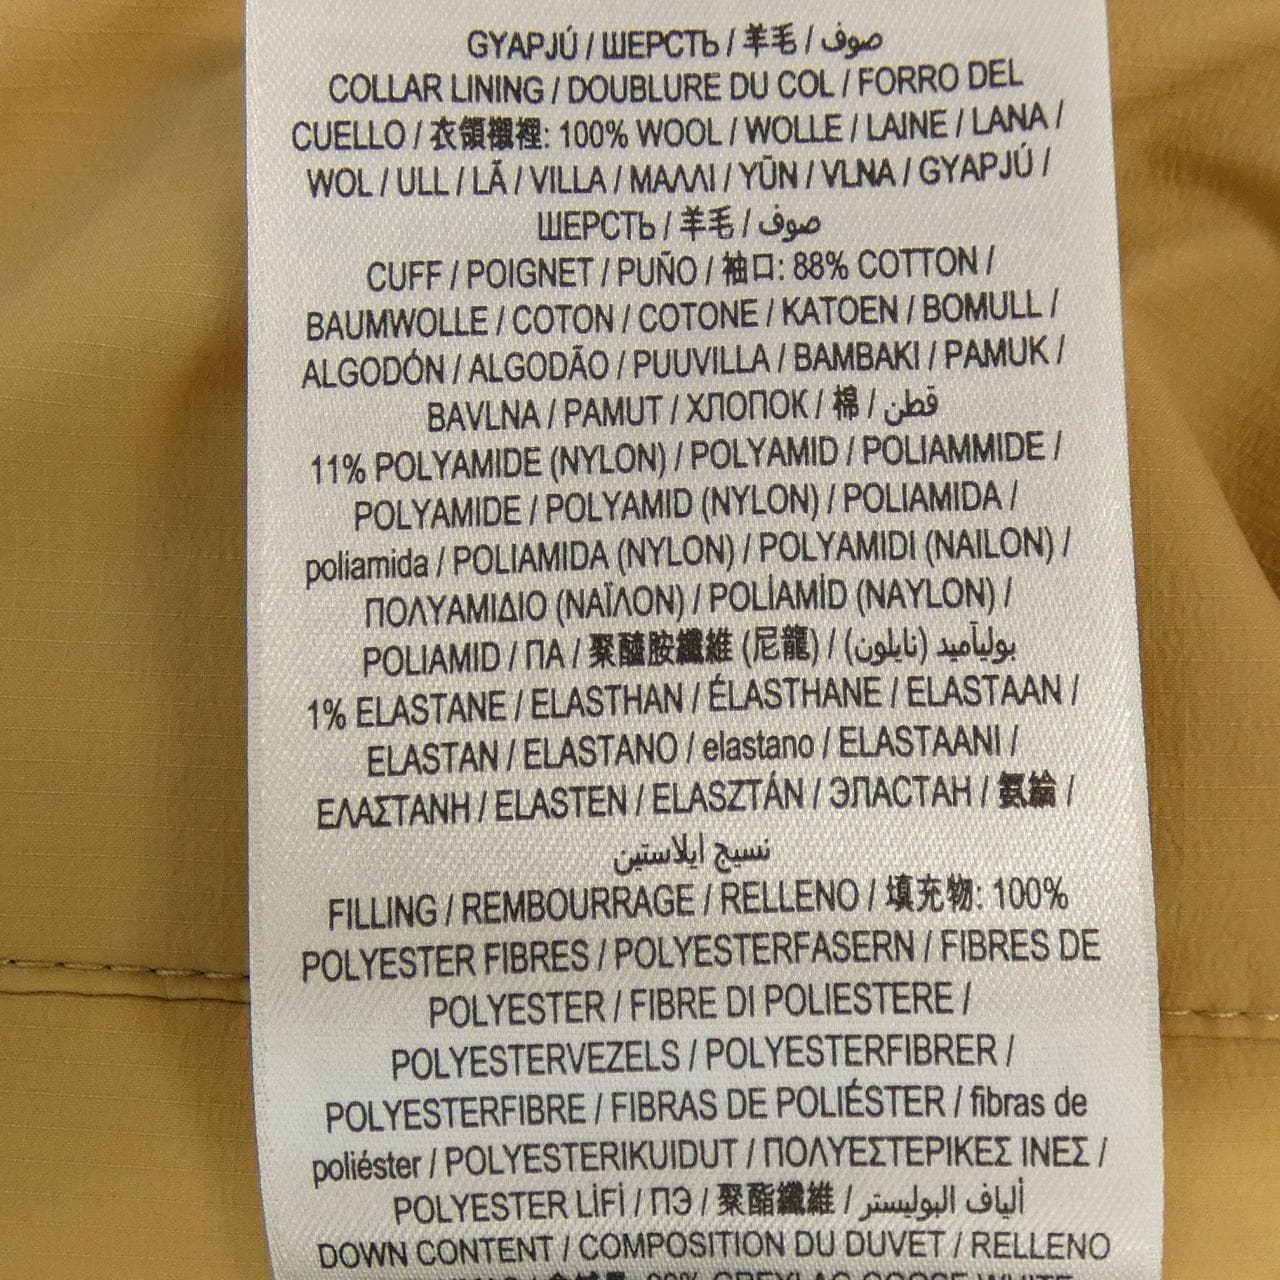 GYAPJÚ / ШЕРСТЬ / 羊毛 / صوف
COLLAR LINING / DOUBLURE DU COL / FORRO DEL
CUELLO / 衣領襯裡: 100% WOOL / WOLLE / LAINE / LANA /
WOL / ULL / LÃ / VILLA / ΜΑΛΛΙ / YÜN / VLNA / GYAPJÚ /
ШЕРСТЬ / 羊毛 / صوف
CUFF / POIGNET / PUÑO / 袖口: 88% COTTON /
BAUMWOLLE / COTON / COTONE / KATOEN / BOMULL /
ALGODÓN / ALGODÃO / PUUVILLA / BAMBAKI / PAMUK /
BAVLNA / PAMUT / ХЛОПОК / 棉 / قطن
11% POLYAMIDE (NYLON) / POLYAMID / POLIAMMIDE /
POLYAMIDE / POLYAMID (NYLON) / POLIAMIDA /
poliamida / POLIAMIDA (NYLON) / POLYAMIDI (NAILON) /
ΠΟΛΥΑΜΙΔΙΟ (ΝΑΪΛΟΝ) / POLİAMİD (NAYLON) /
POLIAMID / ПА / 聚醯胺纖維 (尼龍) / بوليآميد (نايلون)
1% ELASTANE / ELASTHAN / ÉLASTHANE / ELASTAAN /
ELASTAN / ELASTANO / elastano / ELASTAANI /
ΕΛΑΣΤΑΝΗ / ELASTEN / ELASZTÁN / ЭЛАСТАН / 氨綸 /
نسيج ايلاستين
FILLING / REMBOURRAGE / RELLENO / 填充物: 100%
POLYESTER FIBRES / POLYESTERFASERN / FIBRES DE
POLYESTER / FIBRE DI POLIESTERE /
POLYESTERVEZELS / POLYESTERFIBRER /
POLYESTERFIBRE / FIBRAS DE POLIÉSTER / fibras de
poliéster / POLYESTERIKUIDUT / ΠΟΛΥΕΣΤΕΡΙΚΕΣ ΙΝΕΣ /
POLYESTER LİFİ / ПЭ / 聚酯纖維 / ألياف البوليستر
DOWN CONTENT / COMPOSITION DU DUVET / RELLENO